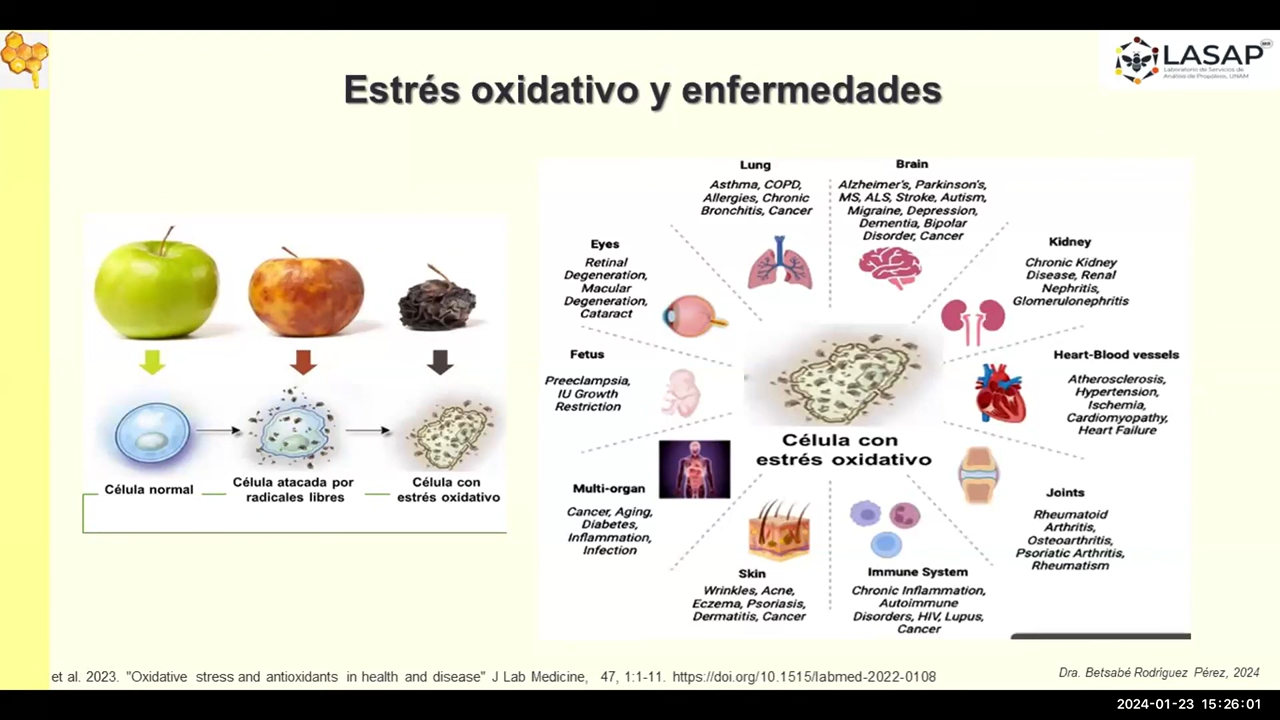 LASAP
Laboratorio de Servicios de
Análisis de Propóleos, UNAM
Estrés oxidativo y enfermedades
Célula normal
Célula atacada por
radicales libres
Célula con
estrés oxidativo
Lung
Asthma, COPD,
Allergies, Chronic
Bronchitis, Cancer
Brain
Alzheimer's, Parkinson's,
MS, ALS, Stroke, Autism,
Migraine, Depression,
Dementia, Bipolar
Disorder, Cancer
Eyes
Retinal
Degeneration,
Macular
Degeneration,
Cataract
Kidney
Chronic Kidney
Disease, Renal
Nephritis,
Glomerulonephritis
Fetus
Preeclampsia,
IU Growth
Restriction
Heart-Blood vessels
Atherosclerosis,
Hypertension,
Ischemia,
Cardiomyopathy,
Heart Failure
Célula con
estrés oxidativo
Multi-organ
Cancer, Aging,
Diabetes,
Inflammation,
Infection
Joints
Rheumatoid
Arthritis,
Osteoarthritis,
Psoriatic Arthritis,
Rheumatism
Skin
Wrinkles, Acne,
Eczema, Psoriasis,
Dermatitis, Cancer
Immune System
Chronic Inflammation,
Autoimmune
Disorders, HIV, Lupus,
Cancer
et al. 2023. "Oxidative stress and antioxidants in health and disease" J Lab Medicine, 47, 1:1-11. https://doi.org/10.1515/labmed-2022-0108
Dra. Betsabé Rodríguez Pérez, 2024
2024-01-23 15:26:01